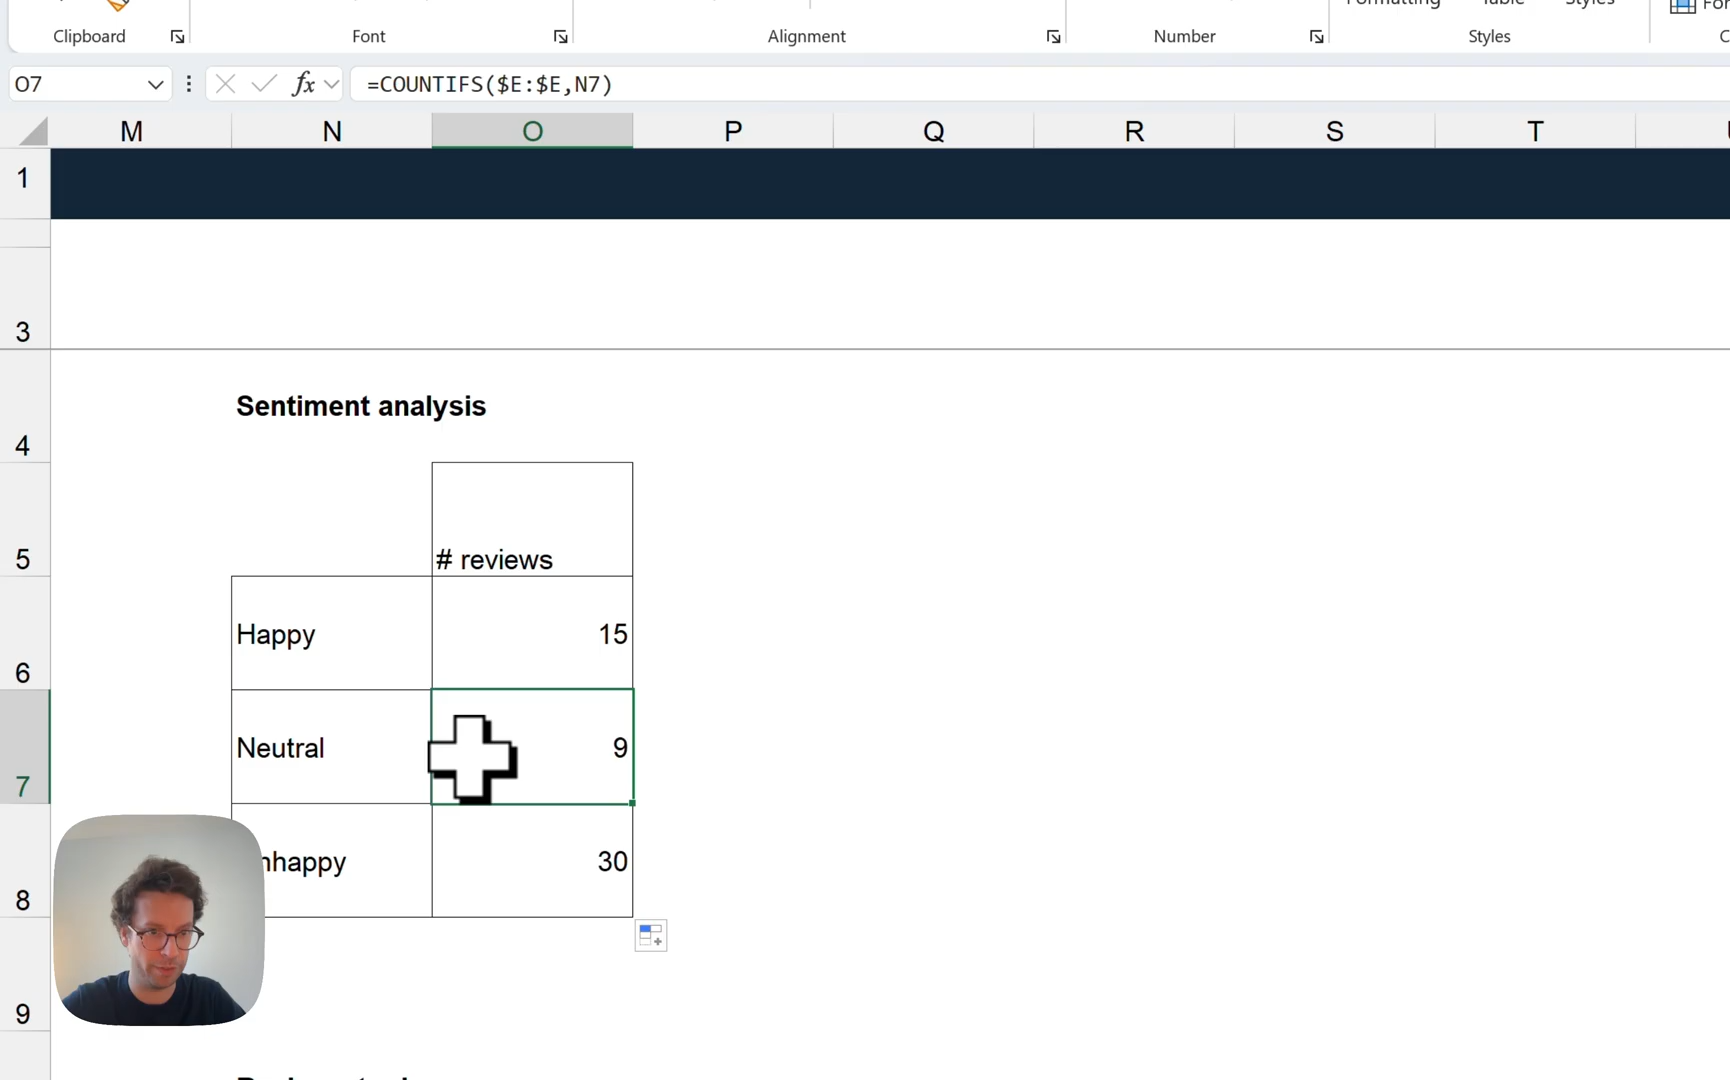 Clipboard Font Alignment Number Styles
O7 fx =COUNTIFS($E:$E,N7)
M N O P Q R S T
1
3
Sentiment analysis
4
# reviews
5
Happy 15
6
Neutral 9
7
30
8
9